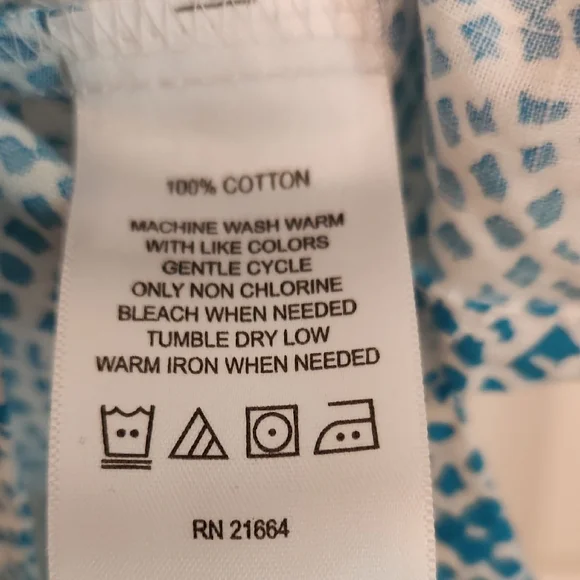 100% COTTON
MACHINE WASH WARM
WITH LIKE COLORS
GENTLE CYCLE
ONLY NON CHLORINE
BLEACH WHEN NEEDED
TUMBLE DRY LOW
WARM IRON WHEN NEEDED
RN 21664